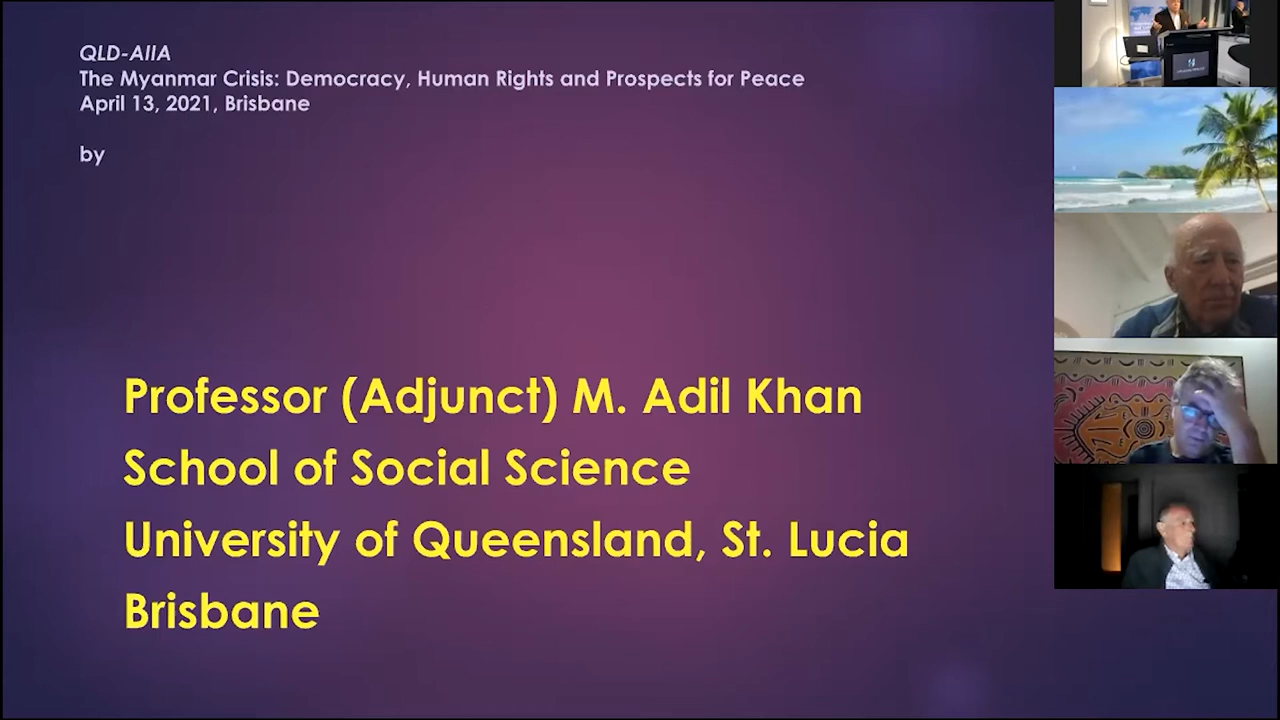 QLD-AIIA
The Myanmar Crisis: Democracy, Human Rights and Prospects for Peace
April 13, 2021, Brisbane
by
Professor (Adjunct) M. Adil Khan
School of Social Science
University of Queensland, St. Lucia
Brisbane